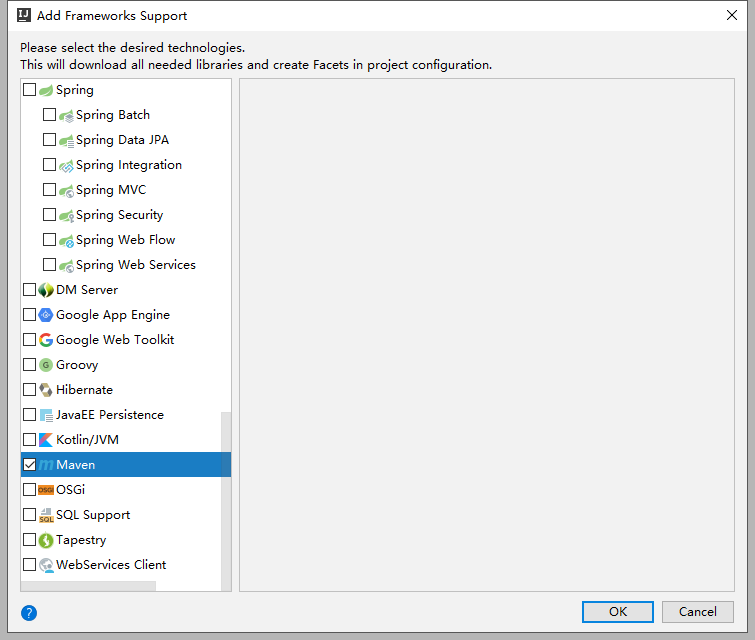 Add Frameworks Support
Please select the desired technologies.
This will download all needed libraries and create Facets in project configuration.
Spring
Spring Batch
Spring Data JPA
Spring Integration
Spring MVC
Spring Security
Spring Web Flow
Spring Web Services
DM Server
Google App Engine
Google Web Toolkit
Groovy
Hibernate
JavaEE Persistence
Kotlin/JVM
Maven
OSGi
SQL Support
Tapestry
WebServices Client
OK
Cancel